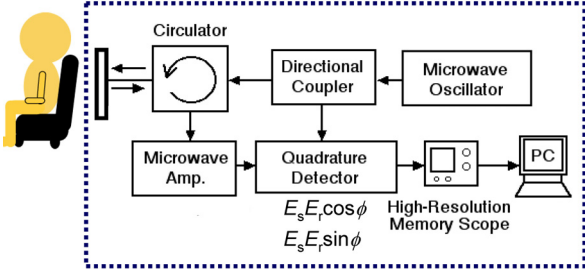 Circulator
Directional
Coupler
Microwave
Oscillator
Microwave
Amp.
Quadrature
Detector
PC
EsErcosϕ
EsErsinϕ
High-Resolution
Memory Scope